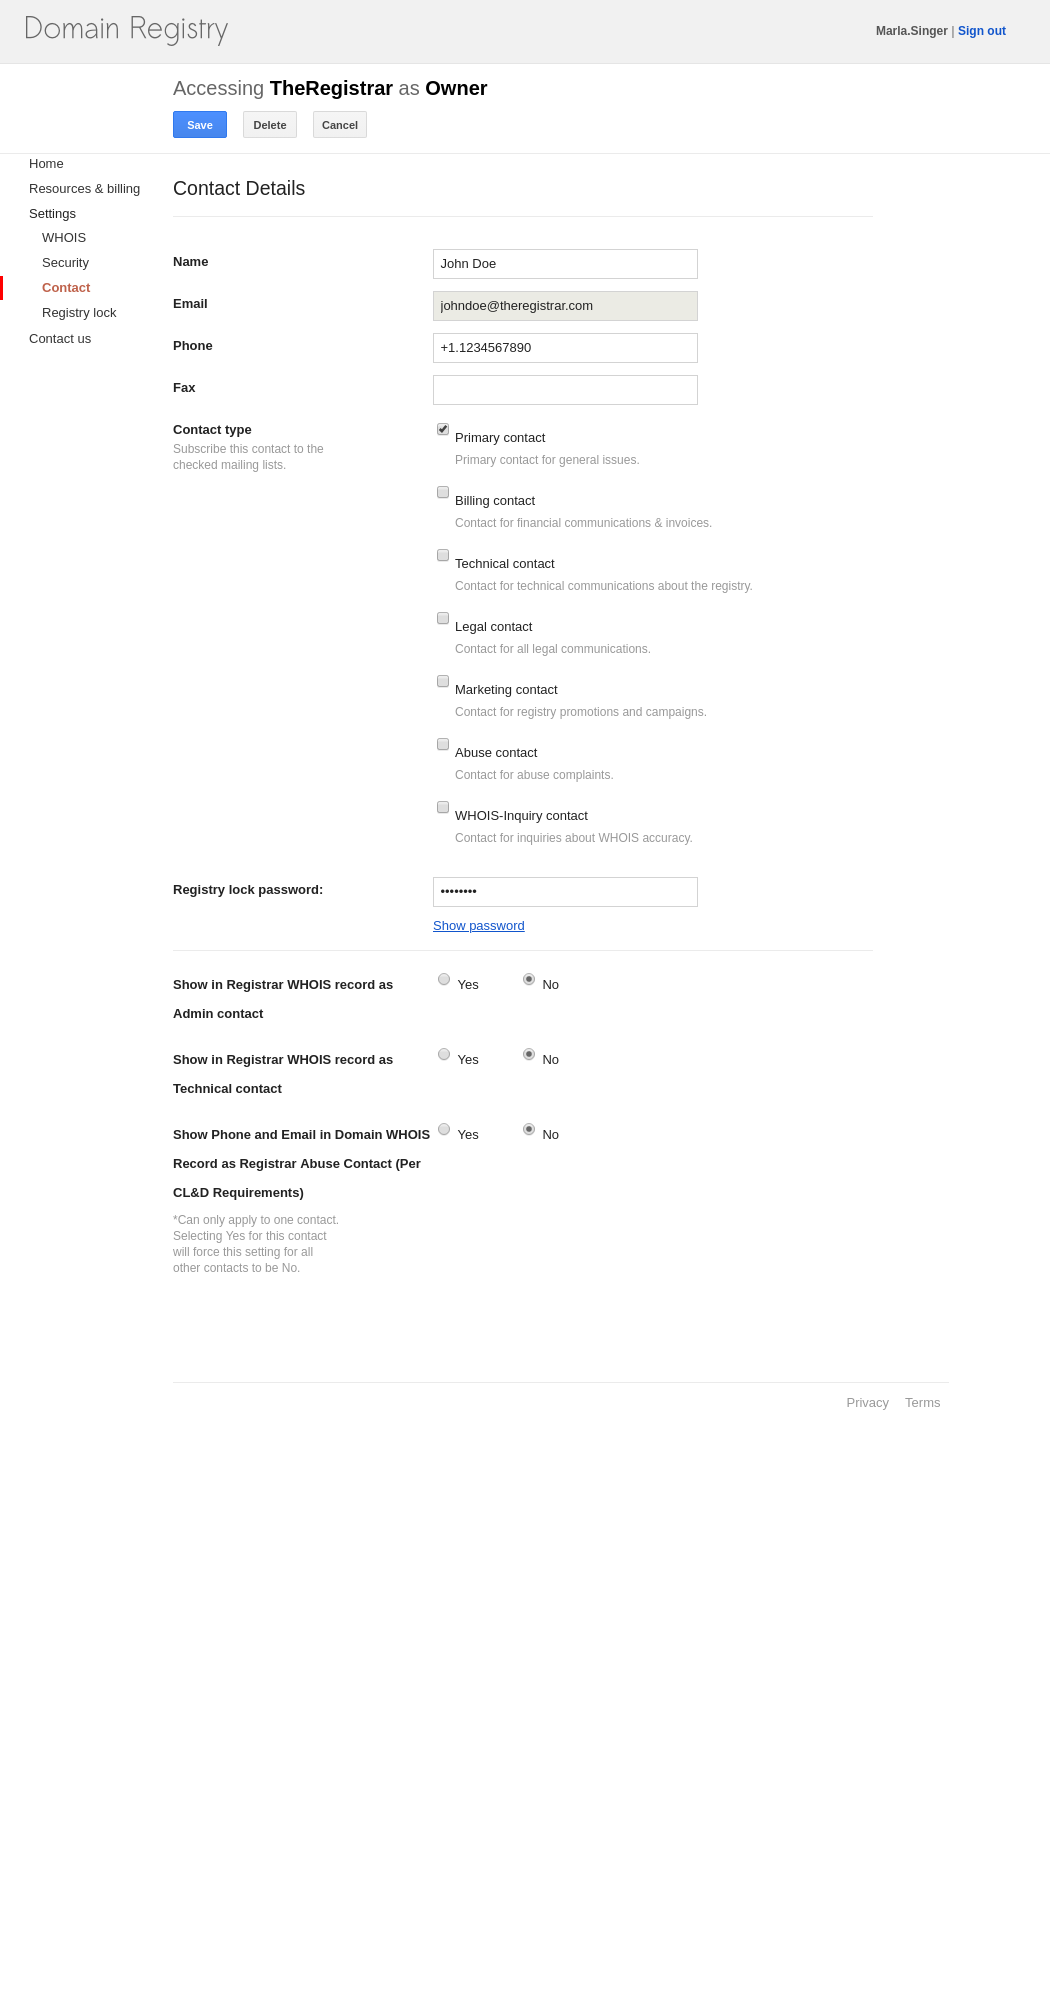 Domain Registry
Marla.Singer | Sign out
Accessing TheRegistrar as Owner
Save Delete Cancel
Home
Resources & billing
Settings
WHOIS
Security
Contact
Registry lock
Contact us
Contact Details
Name
John Doe
Email
johndoe@theregistrar.com
Phone
+1.1234567890
Fax
Contact type
Subscribe this contact to the
checked mailing lists.
Primary contact
Primary contact for general issues.
Billing contact
Contact for financial communications & invoices.
Technical contact
Contact for technical communications about the registry.
Legal contact
Contact for all legal communications.
Marketing contact
Contact for registry promotions and campaigns.
Abuse contact
Contact for abuse complaints.
WHOIS-Inquiry contact
Contact for inquiries about WHOIS accuracy.
Registry lock password:
••••••••
Show password
Show in Registrar WHOIS record as
Admin contact
Yes No
Show in Registrar WHOIS record as
Technical contact
Yes No
Show Phone and Email in Domain WHOIS
Record as Registrar Abuse Contact (Per
CL&D Requirements)
Yes No
*Can only apply to one contact.
Selecting Yes for this contact
will force this setting for all
other contacts to be No.
Privacy Terms